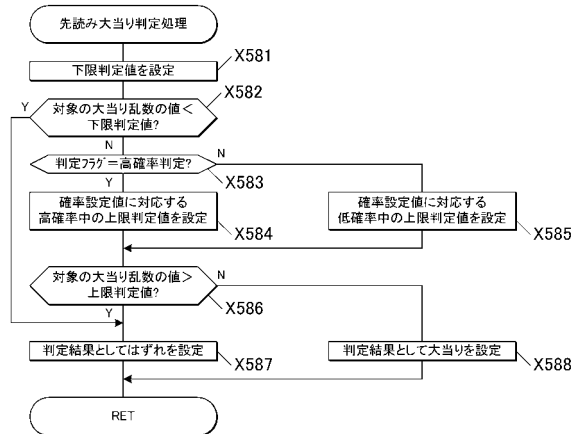 先読み大当り判定処理
X581
下限判定値を設定
X582
Y
対象の大当り乱数の値<
下限判定値?
N
判定フラグ=高確率判定?
N
X583
Y
確率設定値に対応する
高確率中の上限判定値を設定
X584
確率設定値に対応する
低確率中の上限判定値を設定
X585
対象の大当り乱数の値>
上限判定値?
N
X586
Y
判定結果としてはずれを設定
X587
判定結果として大当りを設定
X588
RET